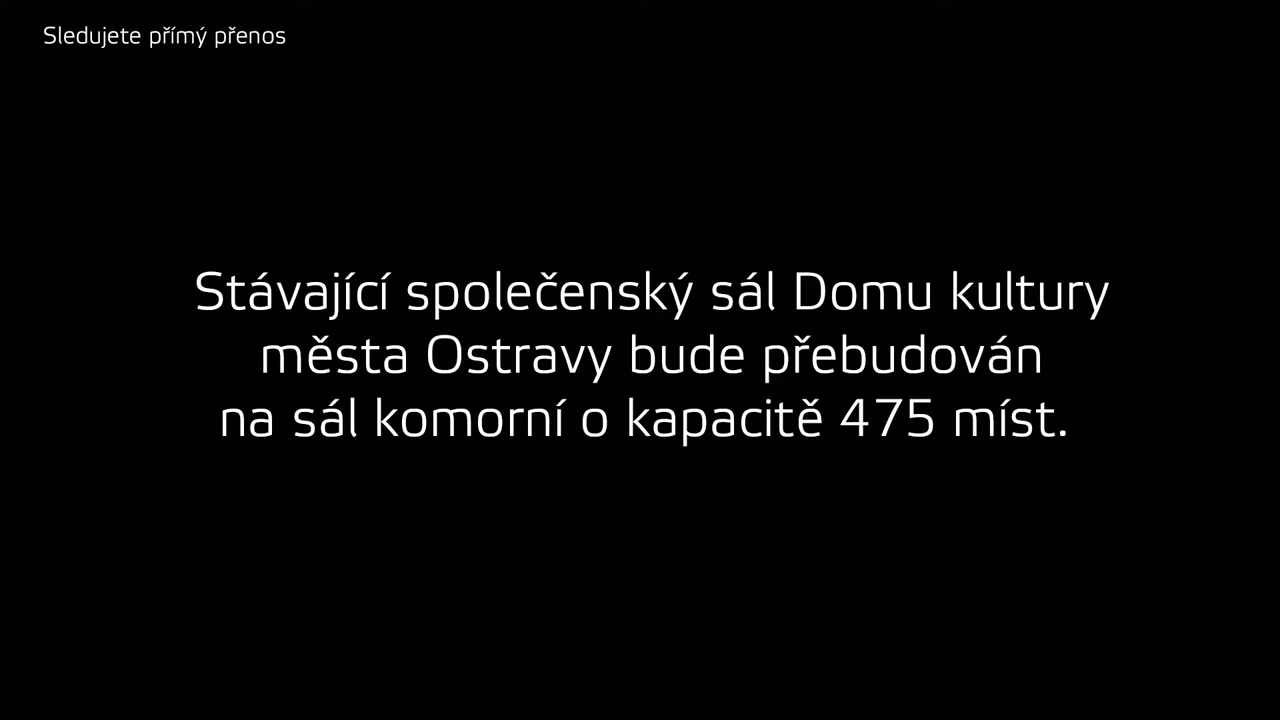 Sledujete přímý přenos
Stávající společenský sál Domu kultury
města Ostravy bude přebudován
na sál komorní o kapacitě 475 míst.